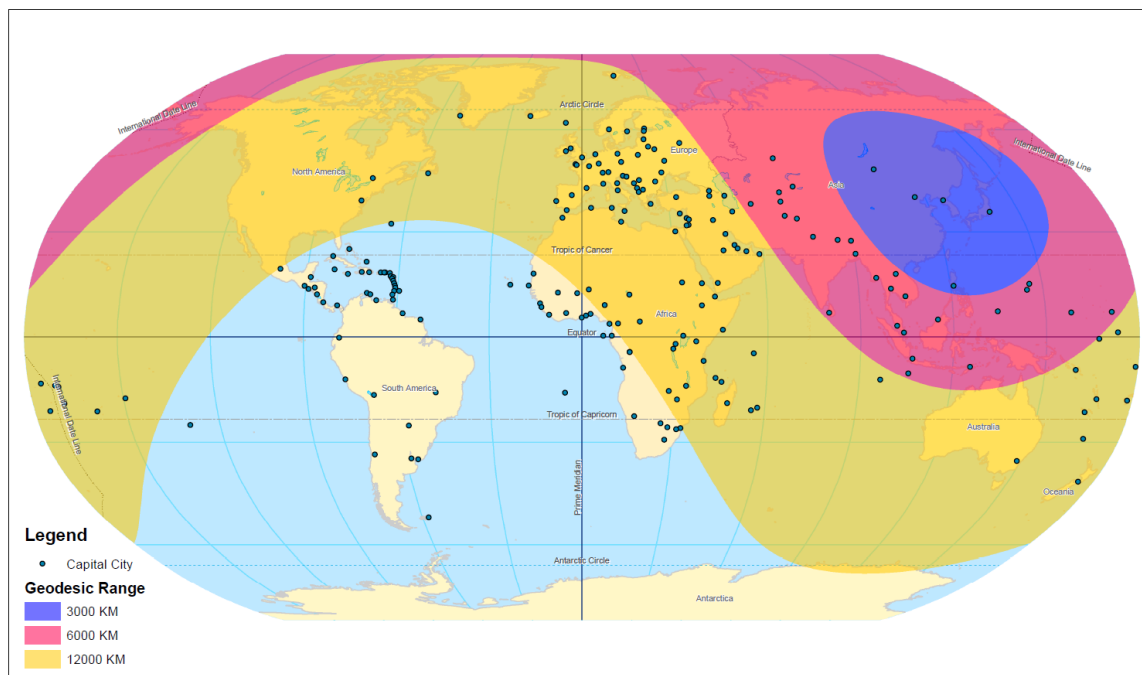 Arctic Circle
International Date Line
International Date Line
Europe
North America
Asia
Tropic of Cancer
Africa
Equator
South America
Tropic of Capricorn
International Date Line
Australia
Prime Meridian
Oceania
Antarctic Circle
Antarctica
Legend
Capital City
Geodesic Range
3000 KM
6000 KM
12000 KM